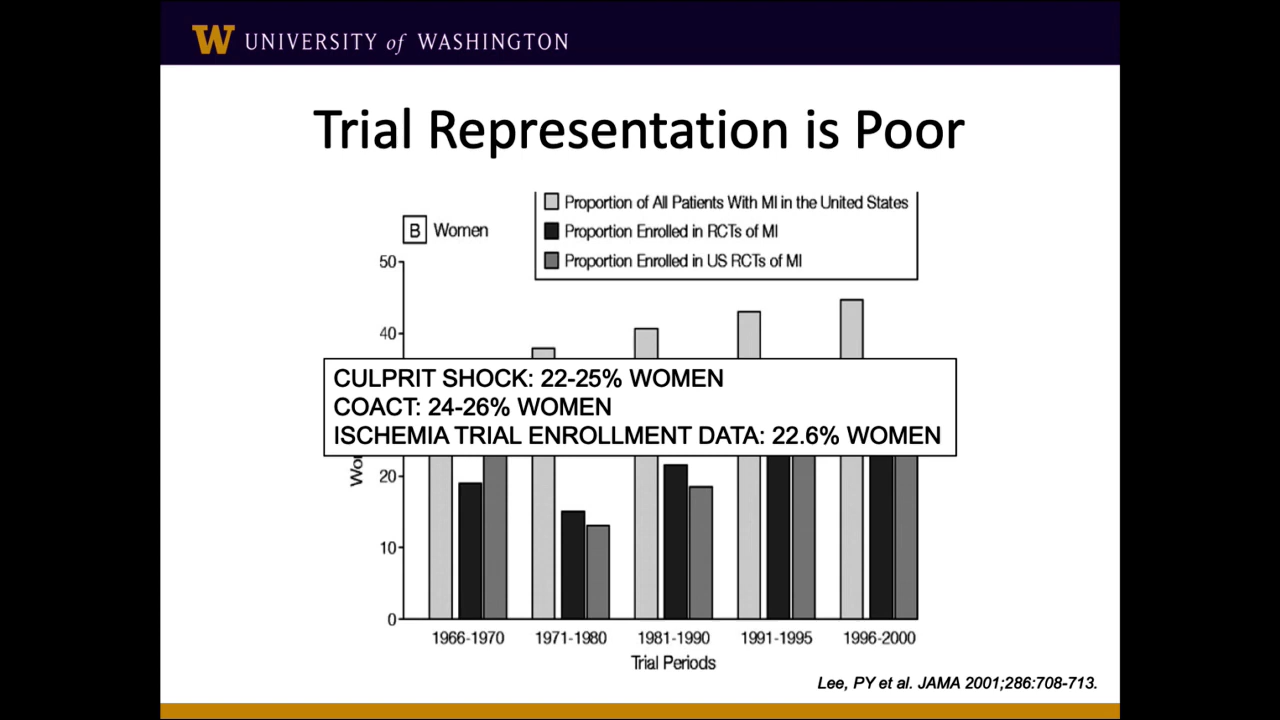 W UNIVERSITY of WASHINGTON
Trial Representation is Poor
Proportion of All Patients With MI in the United States
B Women
Proportion Enrolled in RCTs of MI
Proportion Enrolled in US RCTs of MI
50
40
CULPRIT SHOCK: 22-25% WOMEN
COACT: 24-26% WOMEN
ISCHEMIA TRIAL ENROLLMENT DATA: 22.6% WOMEN
20
10
0
1966-1970 1971-1980 1981-1990 1991-1995 1996-2000
Trial Periods
Lee, PY et al. JAMA 2001;286:708-713.